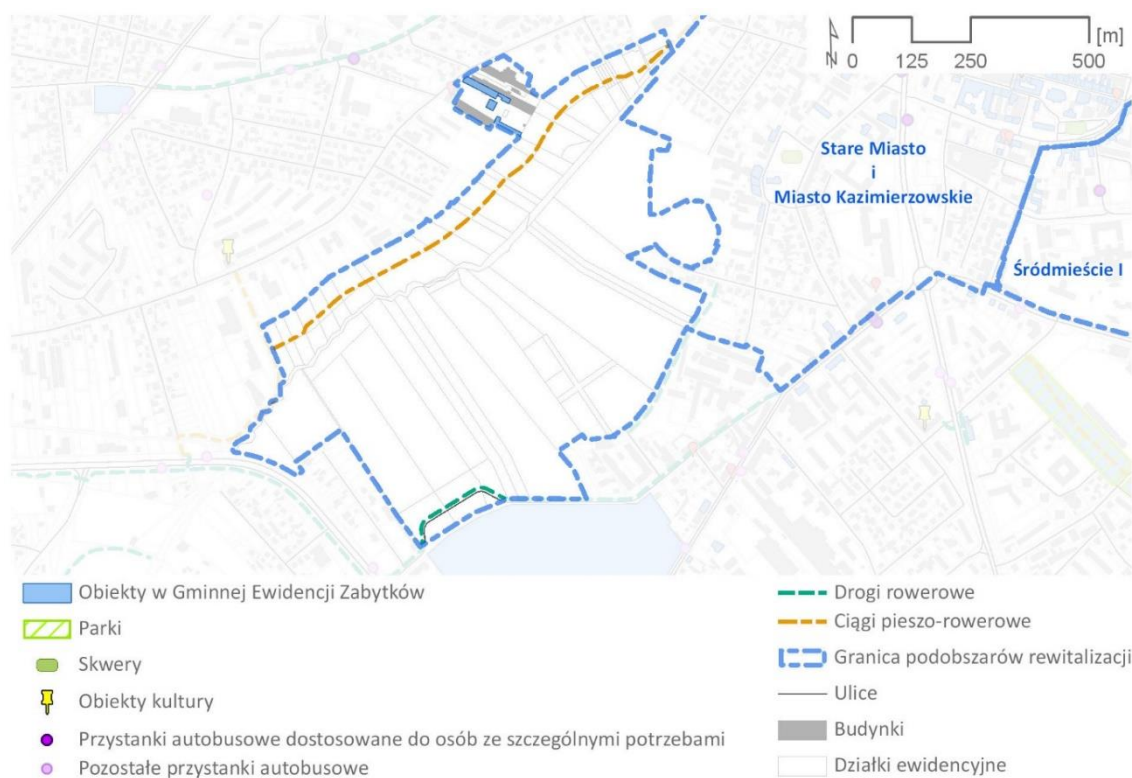 [m]
N 0 125 250 500
Stare Miasto
i
Miasto Kazimierzowskie
Śródmieście I
Obiekty w Gminnej Ewidencji Zabytków
Parki
Skwery
Obiekty kultury
Przystanki autobusowe dostosowane do osób ze szczególnymi potrzebami
Pozostałe przystanki autobusowe
Drogi rowerowe
Ciągi pieszo-rowerowe
Granica podobszarów rewitalizacji
Ulice
Budynki
Działki ewidencyjne